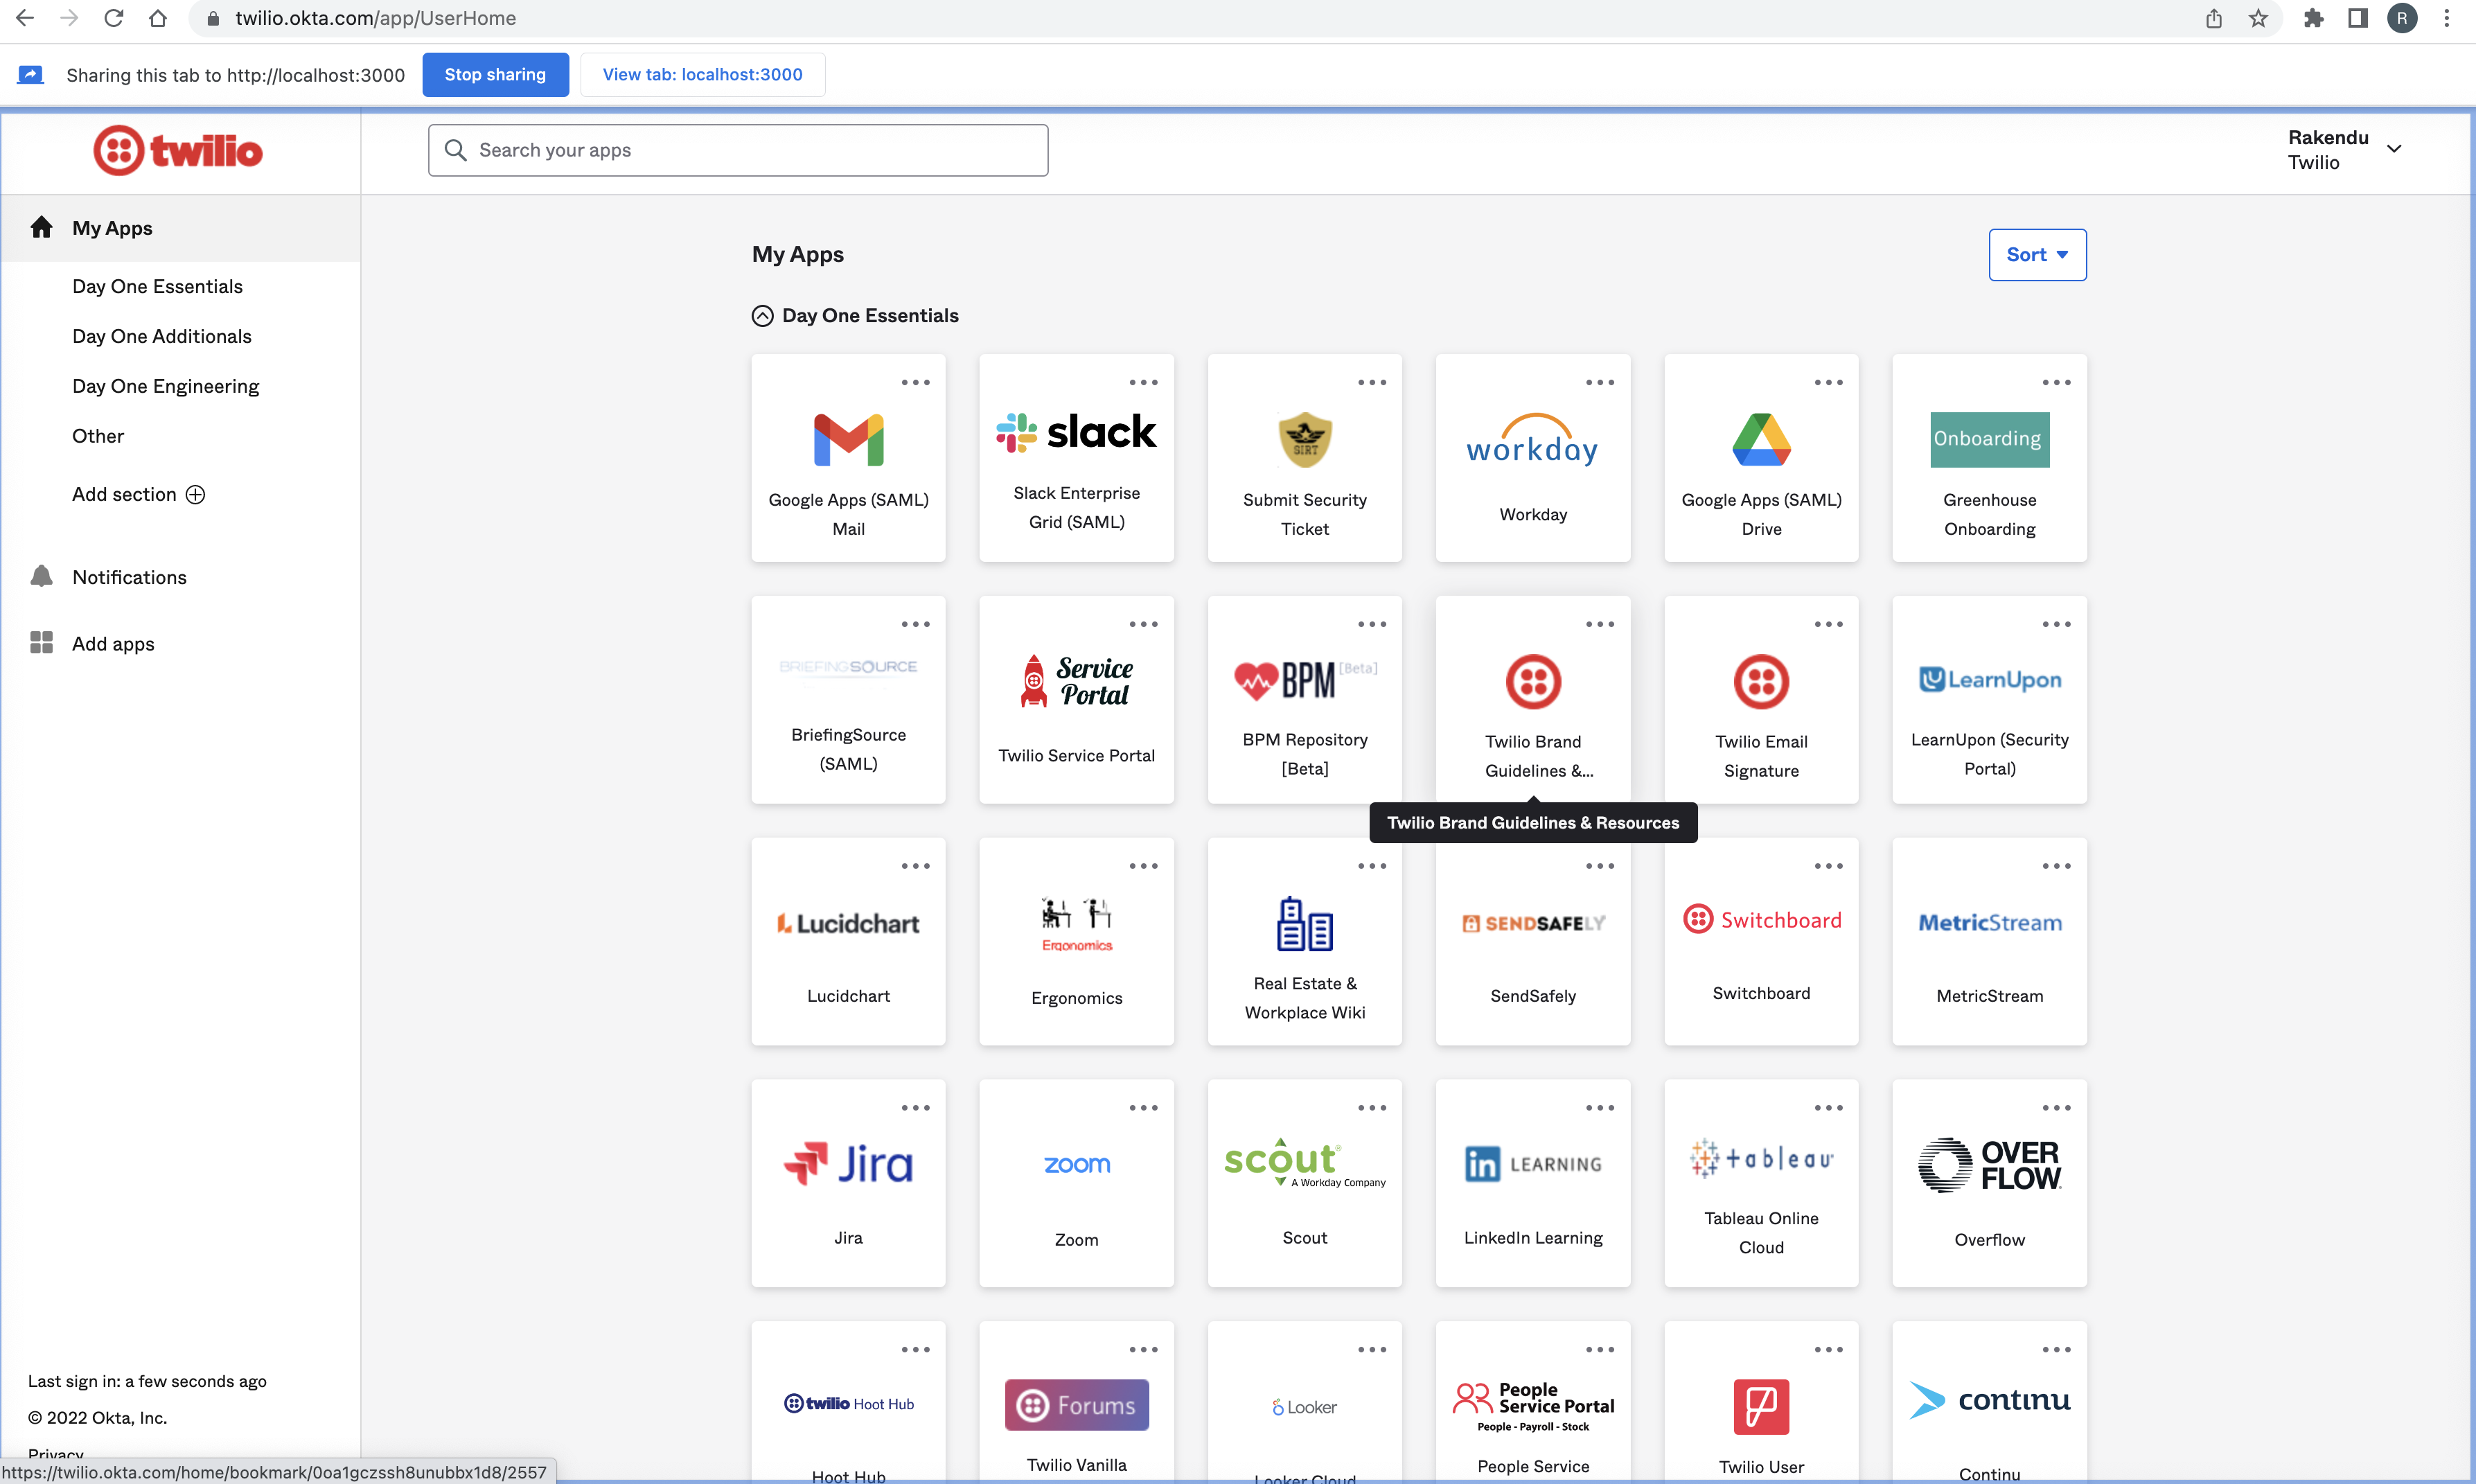 twilio.okta.com/app/UserHome
R
Sharing this tab to http://localhost:3000
Stop sharing
View tab: localhost:3000
twilio
Search your apps
Rakendu
Twilio
My Apps
Day One Essentials
Day One Additionals
Day One Engineering
Other
Add section
Notifications
Add apps
My Apps
Sort
Day One Essentials
Google Apps (SAML)
Mail
slack
Slack Enterprise
Grid (SAML)
SIRT
Submit Security
Ticket
workday
Workday
Google Apps (SAML)
Drive
Onboarding
Greenhouse
Onboarding
BRIEFINGSOURCE
BriefingSource
(SAML)
Service
Portal
Twilio Service Portal
BPM [Beta]
BPM Repository
[Beta]
Twilio Brand
Guidelines &...
Twilio Email
Signature
LearnUpon
LearnUpon (Security
Portal)
Twilio Brand Guidelines & Resources
Lucidchart
Lucidchart
Ergonomics
Ergonomics
Real Estate &
Workplace Wiki
SENDSAFELY
SendSafely
Switchboard
Switchboard
MetricStream
MetricStream
Jira
Jira
zoom
Zoom
scout
A Workday Company
Scout
in LEARNING
LinkedIn Learning
+ableau
Tableau Online
Cloud
OVER
FLOW
Overflow
twilio Hoot Hub
Hoot Hub
Forums
Twilio Vanilla
Looker
Looker Cloud
People
Service Portal
People - Payroll - Stock
People Service
Twilio User
continu
Continu
Last sign in: a few seconds ago
© 2022 Okta, Inc.
Privacy
https://twilio.okta.com/home/bookmark/0oa1gczssh8unubbx1d8/2557